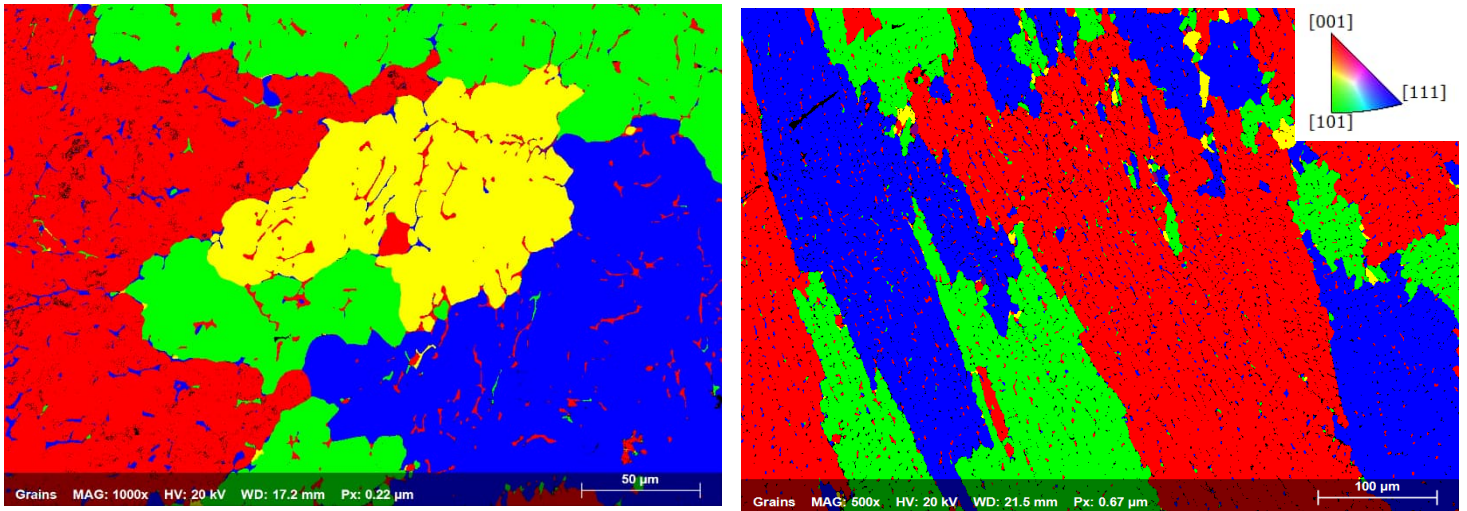 Grains MAG: 1000x HV: 20 kV WD: 17.2 mm Px: 0.22 µm
50 µm
[001]
[111]
[101]
Grains MAG: 500x HV: 20 kV WD: 21.5 mm Px: 0.67 µm
100 µm